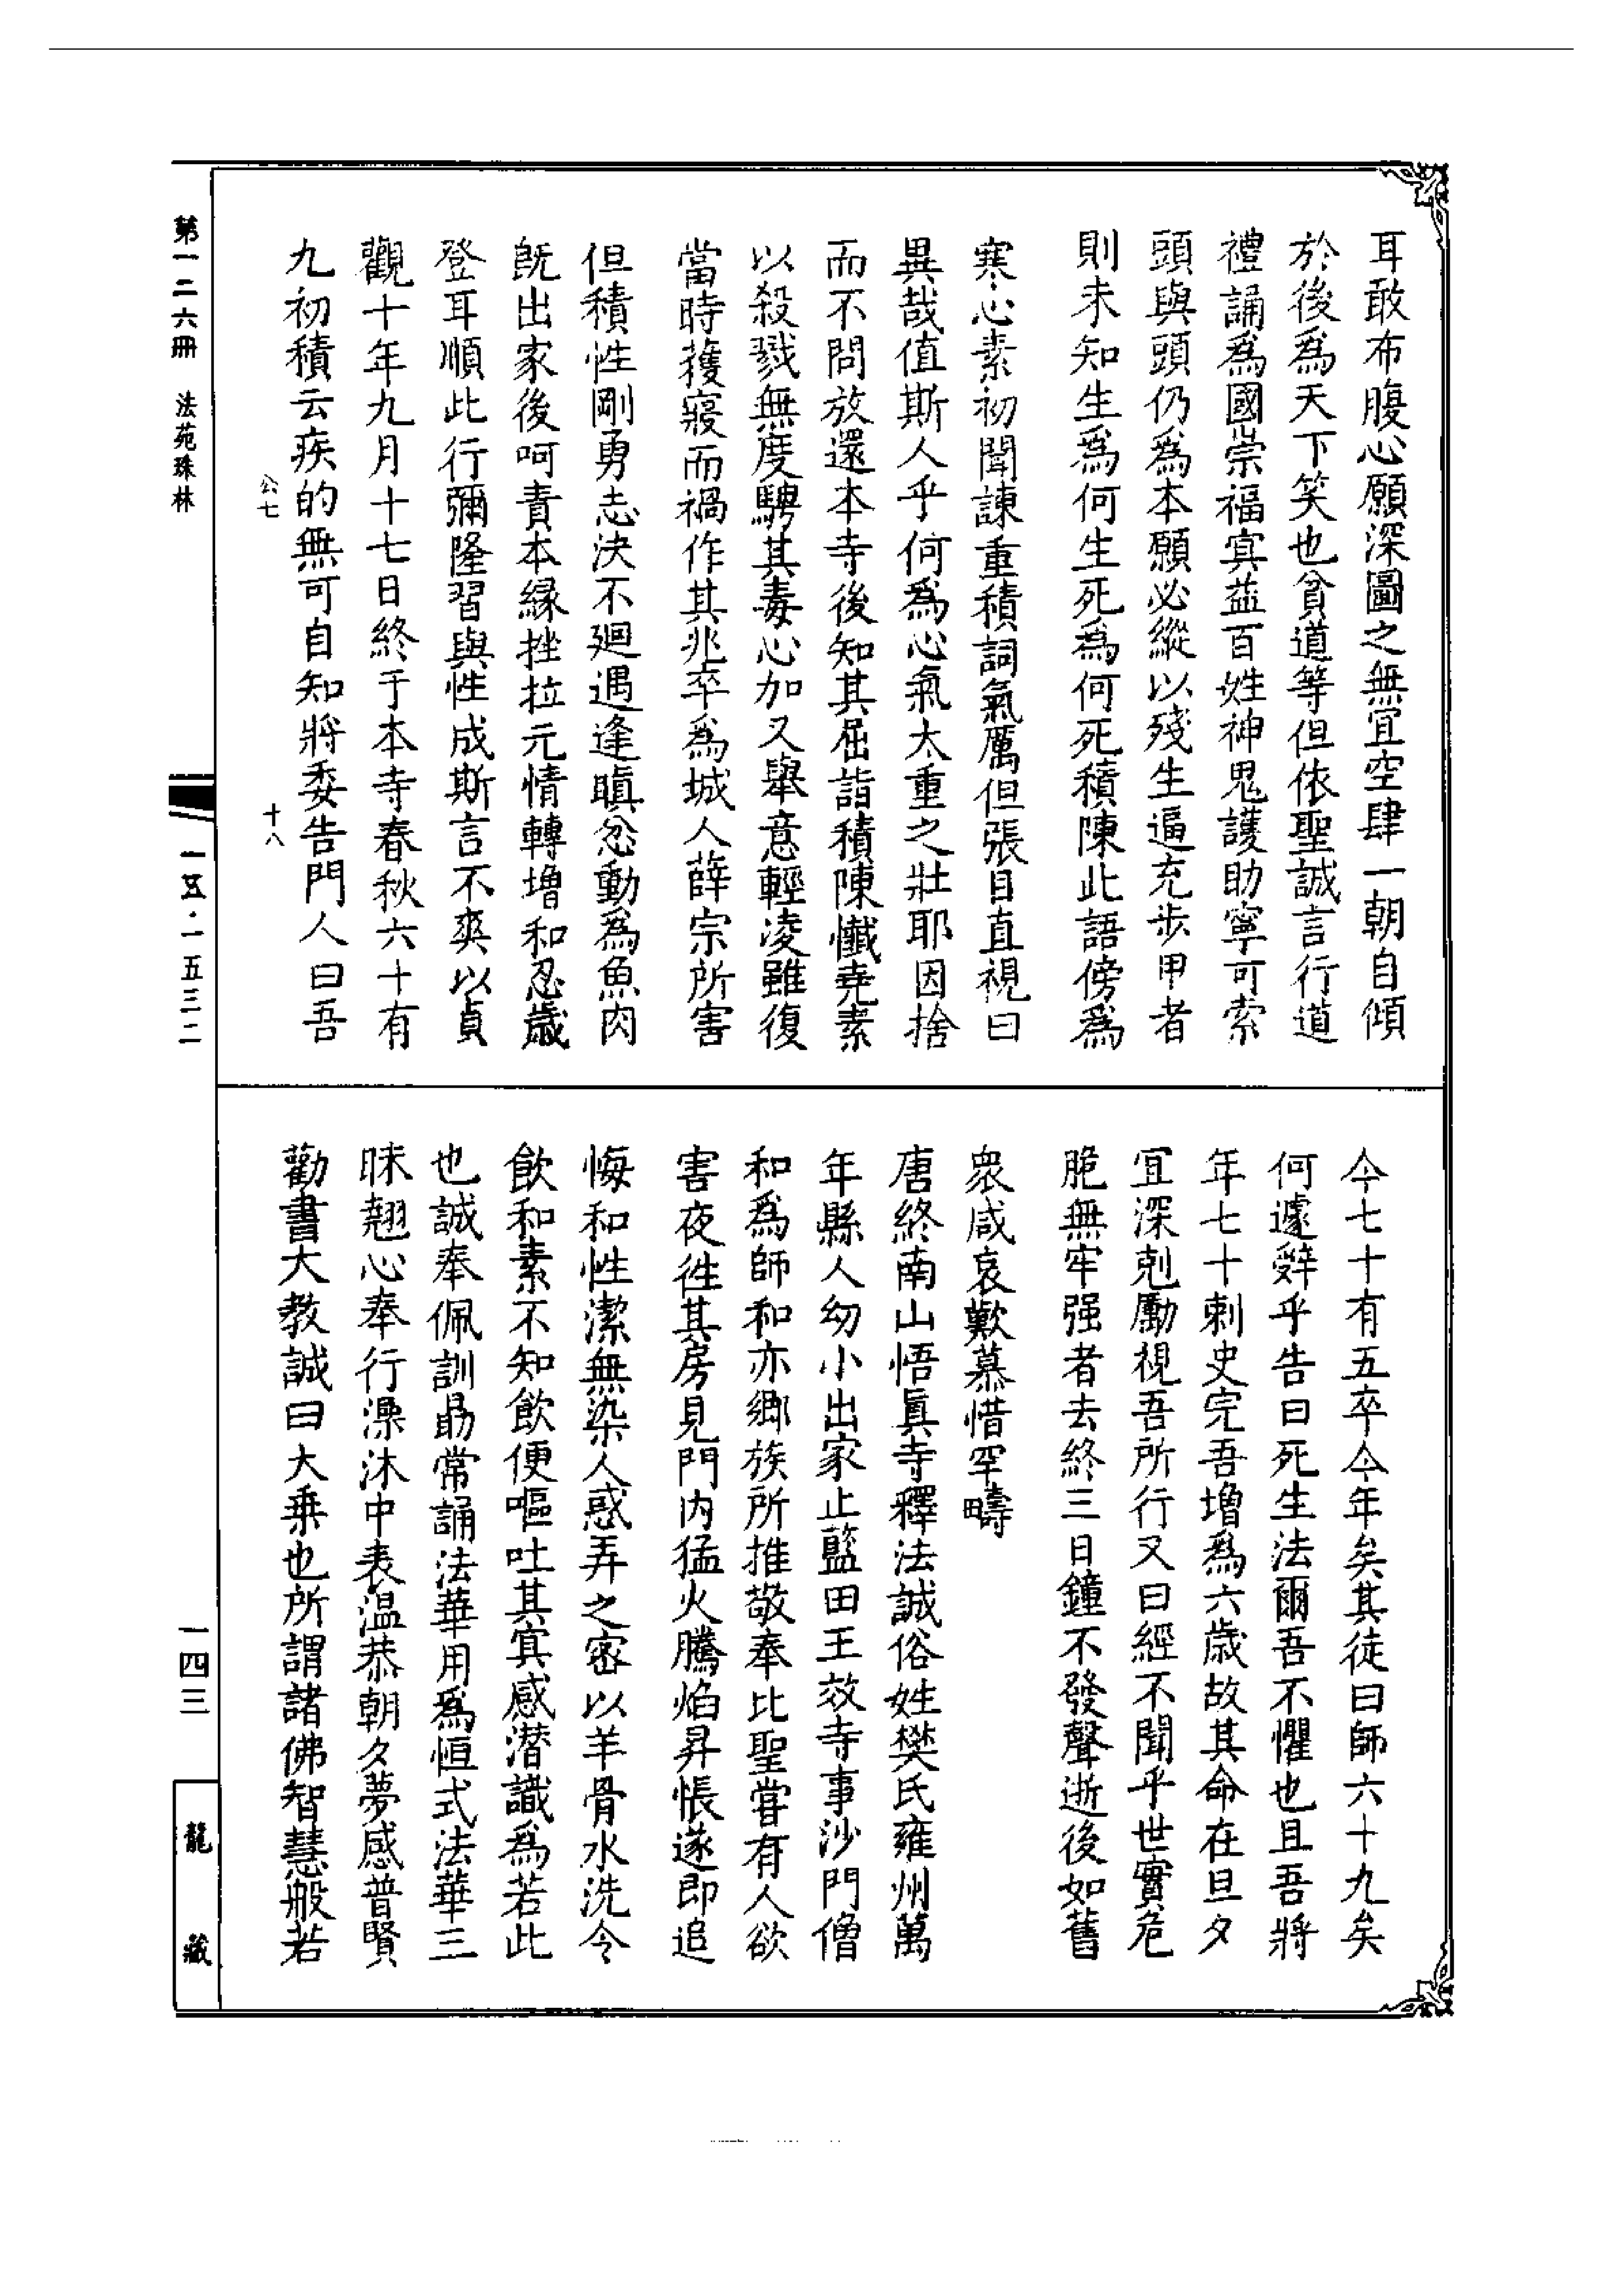 耳敢布腹心願深圖之無宜空肆一朝自傾
於後為天下笑也貧道等但依聖誠言行道
禮誦為國崇福冥益百姓神鬼護助寧可索
頭與頭仍為本願必縱以殘生逼充步甲者
則未知生為何生死為何死積陳此語傍為
寒心素初聞諫重積詞氣厲但張目直視曰
異哉值斯人乎何為心氣太重之壯耶因捨
而不問放還本寺後知其屈詣積陳懺堯素
以殺戮無度騁其毒心加又舉意輕凌雖復
當時獲寢而禍作其兆卒為城人薛宗所害
但積性剛勇志決不廻遇逢瞋忿動為魚肉
旣出家後呵責本緣挫拉元情轉增和忍歲
登耳順此行彌隆習與性成斯言不爽以貞
觀十年九月十七日終于本寺春秋六十有
九初積云疾的無可自知將委告門人曰吾
今七十有五卒今年矣其徒曰師六十九矣
何遽辤乎告曰死生法爾吾不懼也且吾將
年七十刺史完吾增為六歲故其命在旦夕
宜深剋勵視吾所行又曰經不聞乎世實危
脆無牢强者去終三日鐘不發聲逝後如舊
衆咸哀歎慕惜罕疇
唐終南山悟眞寺釋法誠俗姓樊氏雍州萬
年縣人幼小出家止藍田王效寺事沙門僧
和為師和亦鄉族所推敬奉比聖嘗有人欲
害夜徃其房見門內猛火騰焰昇帳遂即追
悔和性潔無染人惑弄之密以羊骨水洗令
飲和素不知飲便嘔吐其冥感潛識為若此
也誠奉佩訓勗常誦法華用為恒式法華三
昧翹心奉行澡沐中表温恭朝夕夢感普賢
勸書大教誠曰大乗也所謂諸佛智慧般若
公七
十八
第一二六冊 法苑珠林
一五·一五三二
一四三
龍藏